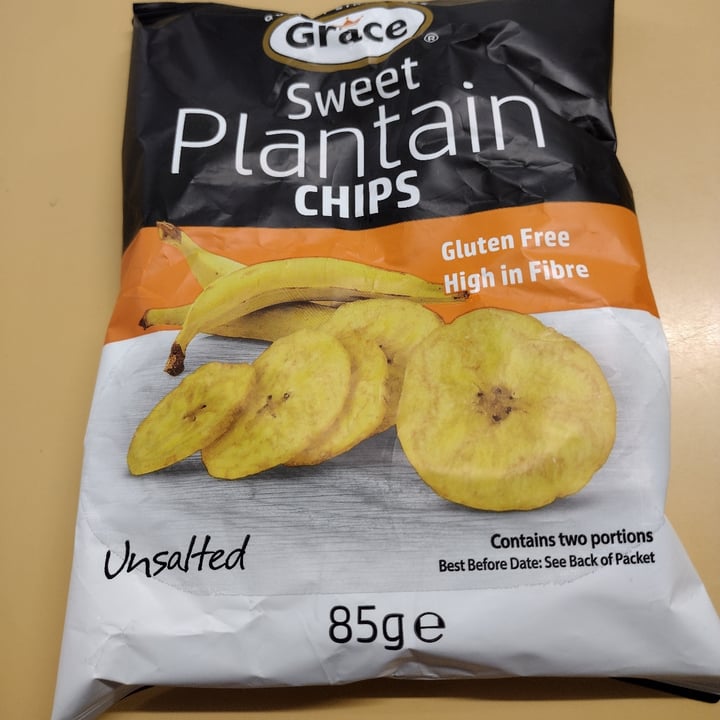 Grace
®
Sweet
Plantain
CHIPS
Gluten Free
High in Fibre
Unsalted
Contains two portions
Best Before Date: See Back of Packet
85g ℮